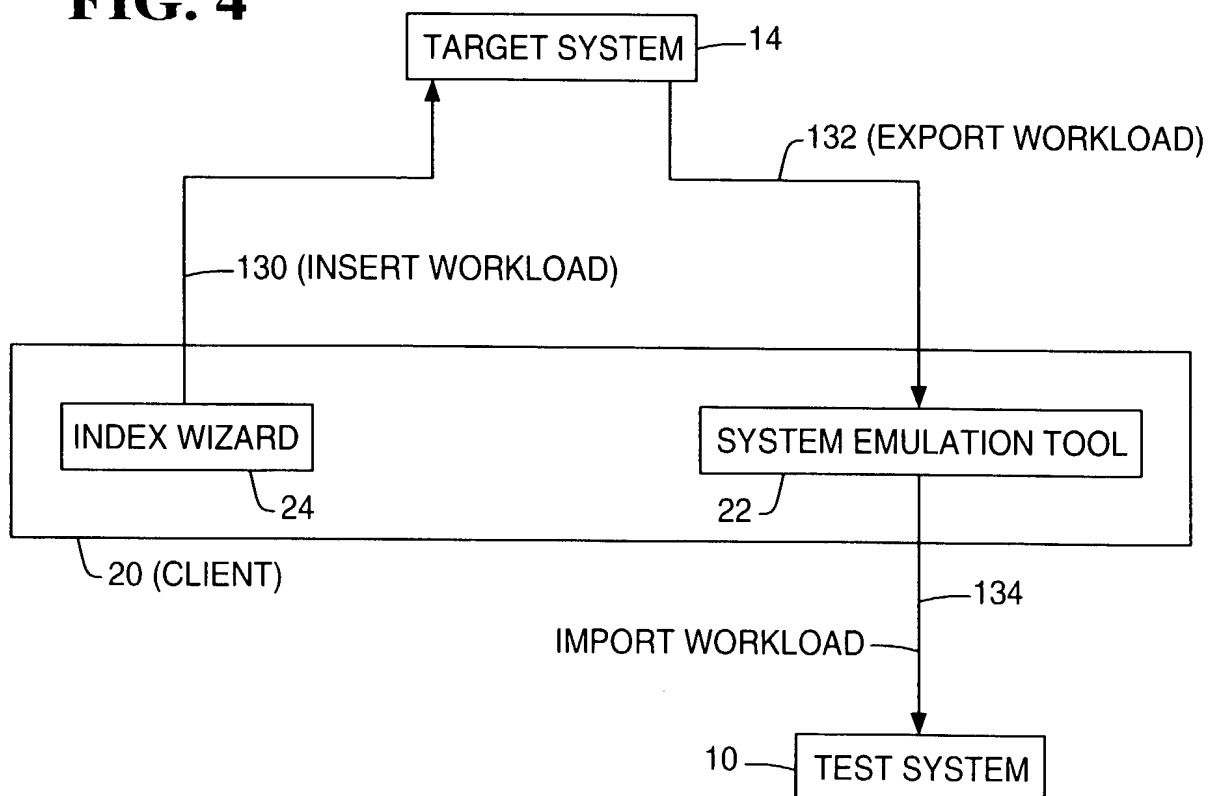 FIG. 4
TARGET SYSTEM
14
132 (EXPORT WORKLOAD)
130 (INSERT WORKLOAD)
INDEX WIZARD
SYSTEM EMULATION TOOL
24
22
20 (CLIENT)
134
IMPORT WORKLOAD
10
TEST SYSTEM